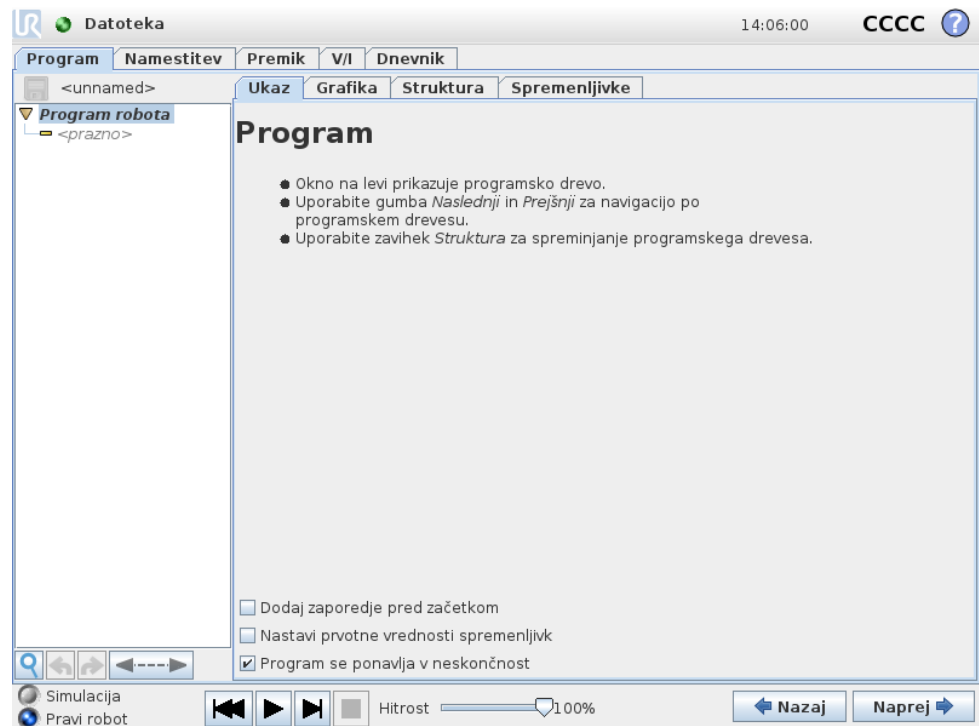 UR Datoteka 14:06:00 CCCC ?
Program Namestitev Premik V/I Dnevnik
<unnamed> Ukaz Grafika Struktura Spremenljivke
Program robota
<prazno>
Program
Okno na levi prikazuje programsko drevo.
Uporabite gumba Naslednji in Prejšnji za navigacijo po
programskem drevesu.
Uporabite zavihek Struktura za spreminjanje programskega drevesa.
Dodaj zaporedje pred začetkom
Nastavi prvotne vrednosti spremenljivk
Program se ponavlja v neskončnost
Simulacija
Pravi robot
Hitrost 100% Nazaj Naprej